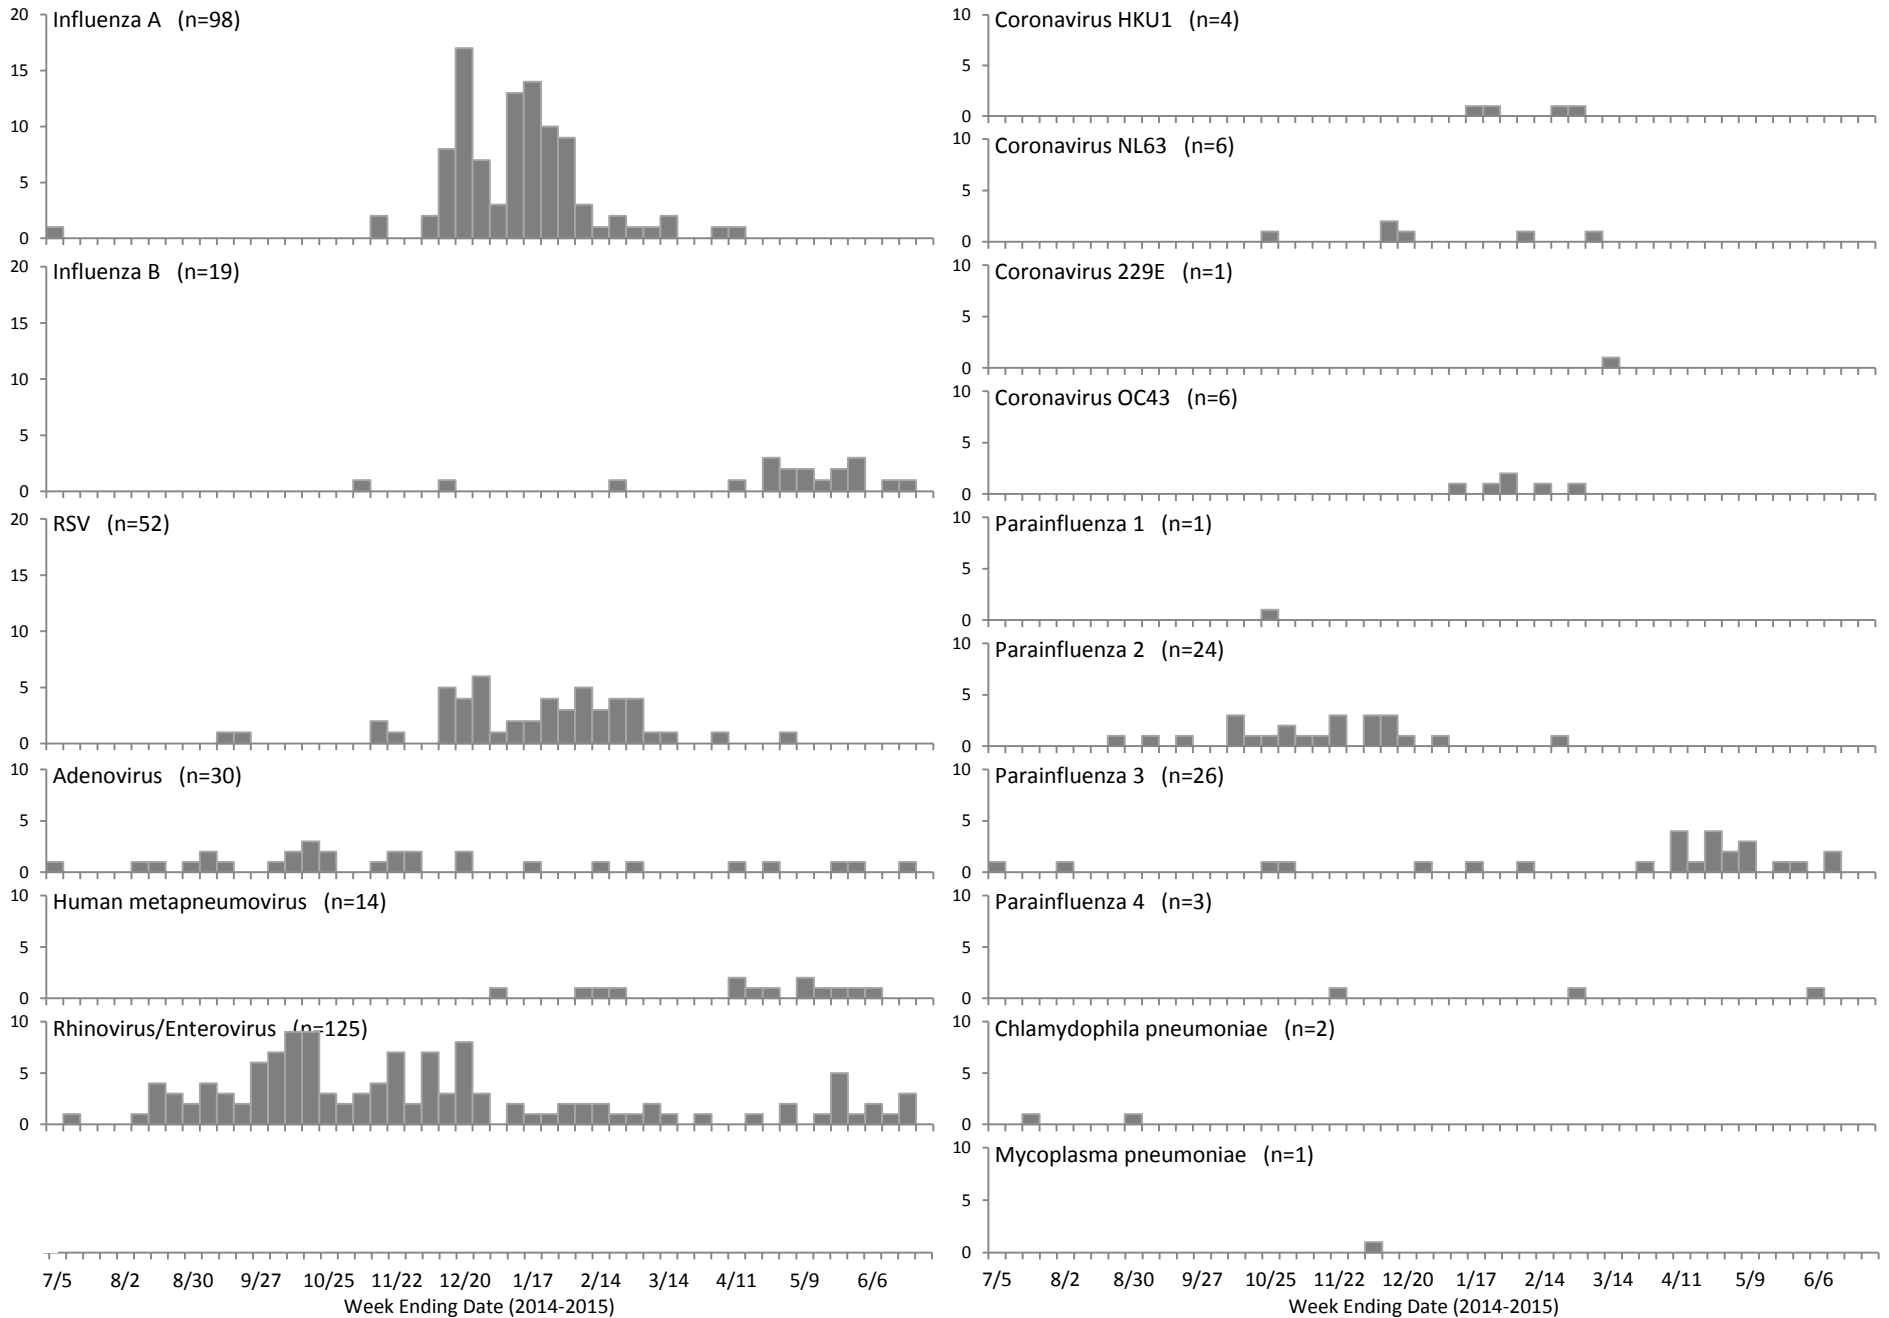 Influenza A (n=98)
20
15
10
5
0
Influenza B (n=19)
20
15
10
5
0
RSV (n=52)
20
15
10
5
0
Adenovirus (n=30)
10
5
0
Human metapneumovirus (n=14)
10
5
0
Rhinovirus/Enterovirus (n=125)
10
5
0
7/5 8/2 8/30 9/27 10/25 11/22 12/20 1/17 2/14 3/14 4/11 5/9 6/6
Week Ending Date (2014-2015)
Coronavirus HKU1 (n=4)
10
5
0
Coronavirus NL63 (n=6)
10
5
0
Coronavirus 229E (n=1)
10
5
0
Coronavirus OC43 (n=6)
10
5
0
Parainfluenza 1 (n=1)
10
5
0
Parainfluenza 2 (n=24)
10
5
0
Parainfluenza 3 (n=26)
10
5
0
Parainfluenza 4 (n=3)
10
5
0
Chlamydophila pneumoniae (n=2)
10
5
0
Mycoplasma pneumoniae (n=1)
10
5
0
7/5 8/2 8/30 9/27 10/25 11/22 12/20 1/17 2/14 3/14 4/11 5/9 6/6
Week Ending Date (2014-2015)